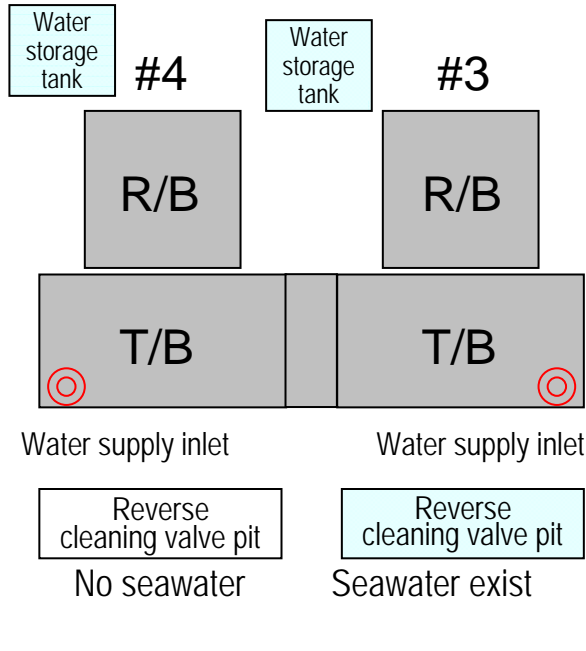 Water
storage
tank
#4
Water
storage
tank
#3
R/B
R/B
T/B
T/B
Water supply inlet
Water supply inlet
Reverse
cleaning valve pit
Reverse
cleaning valve pit
No seawater
Seawater exist